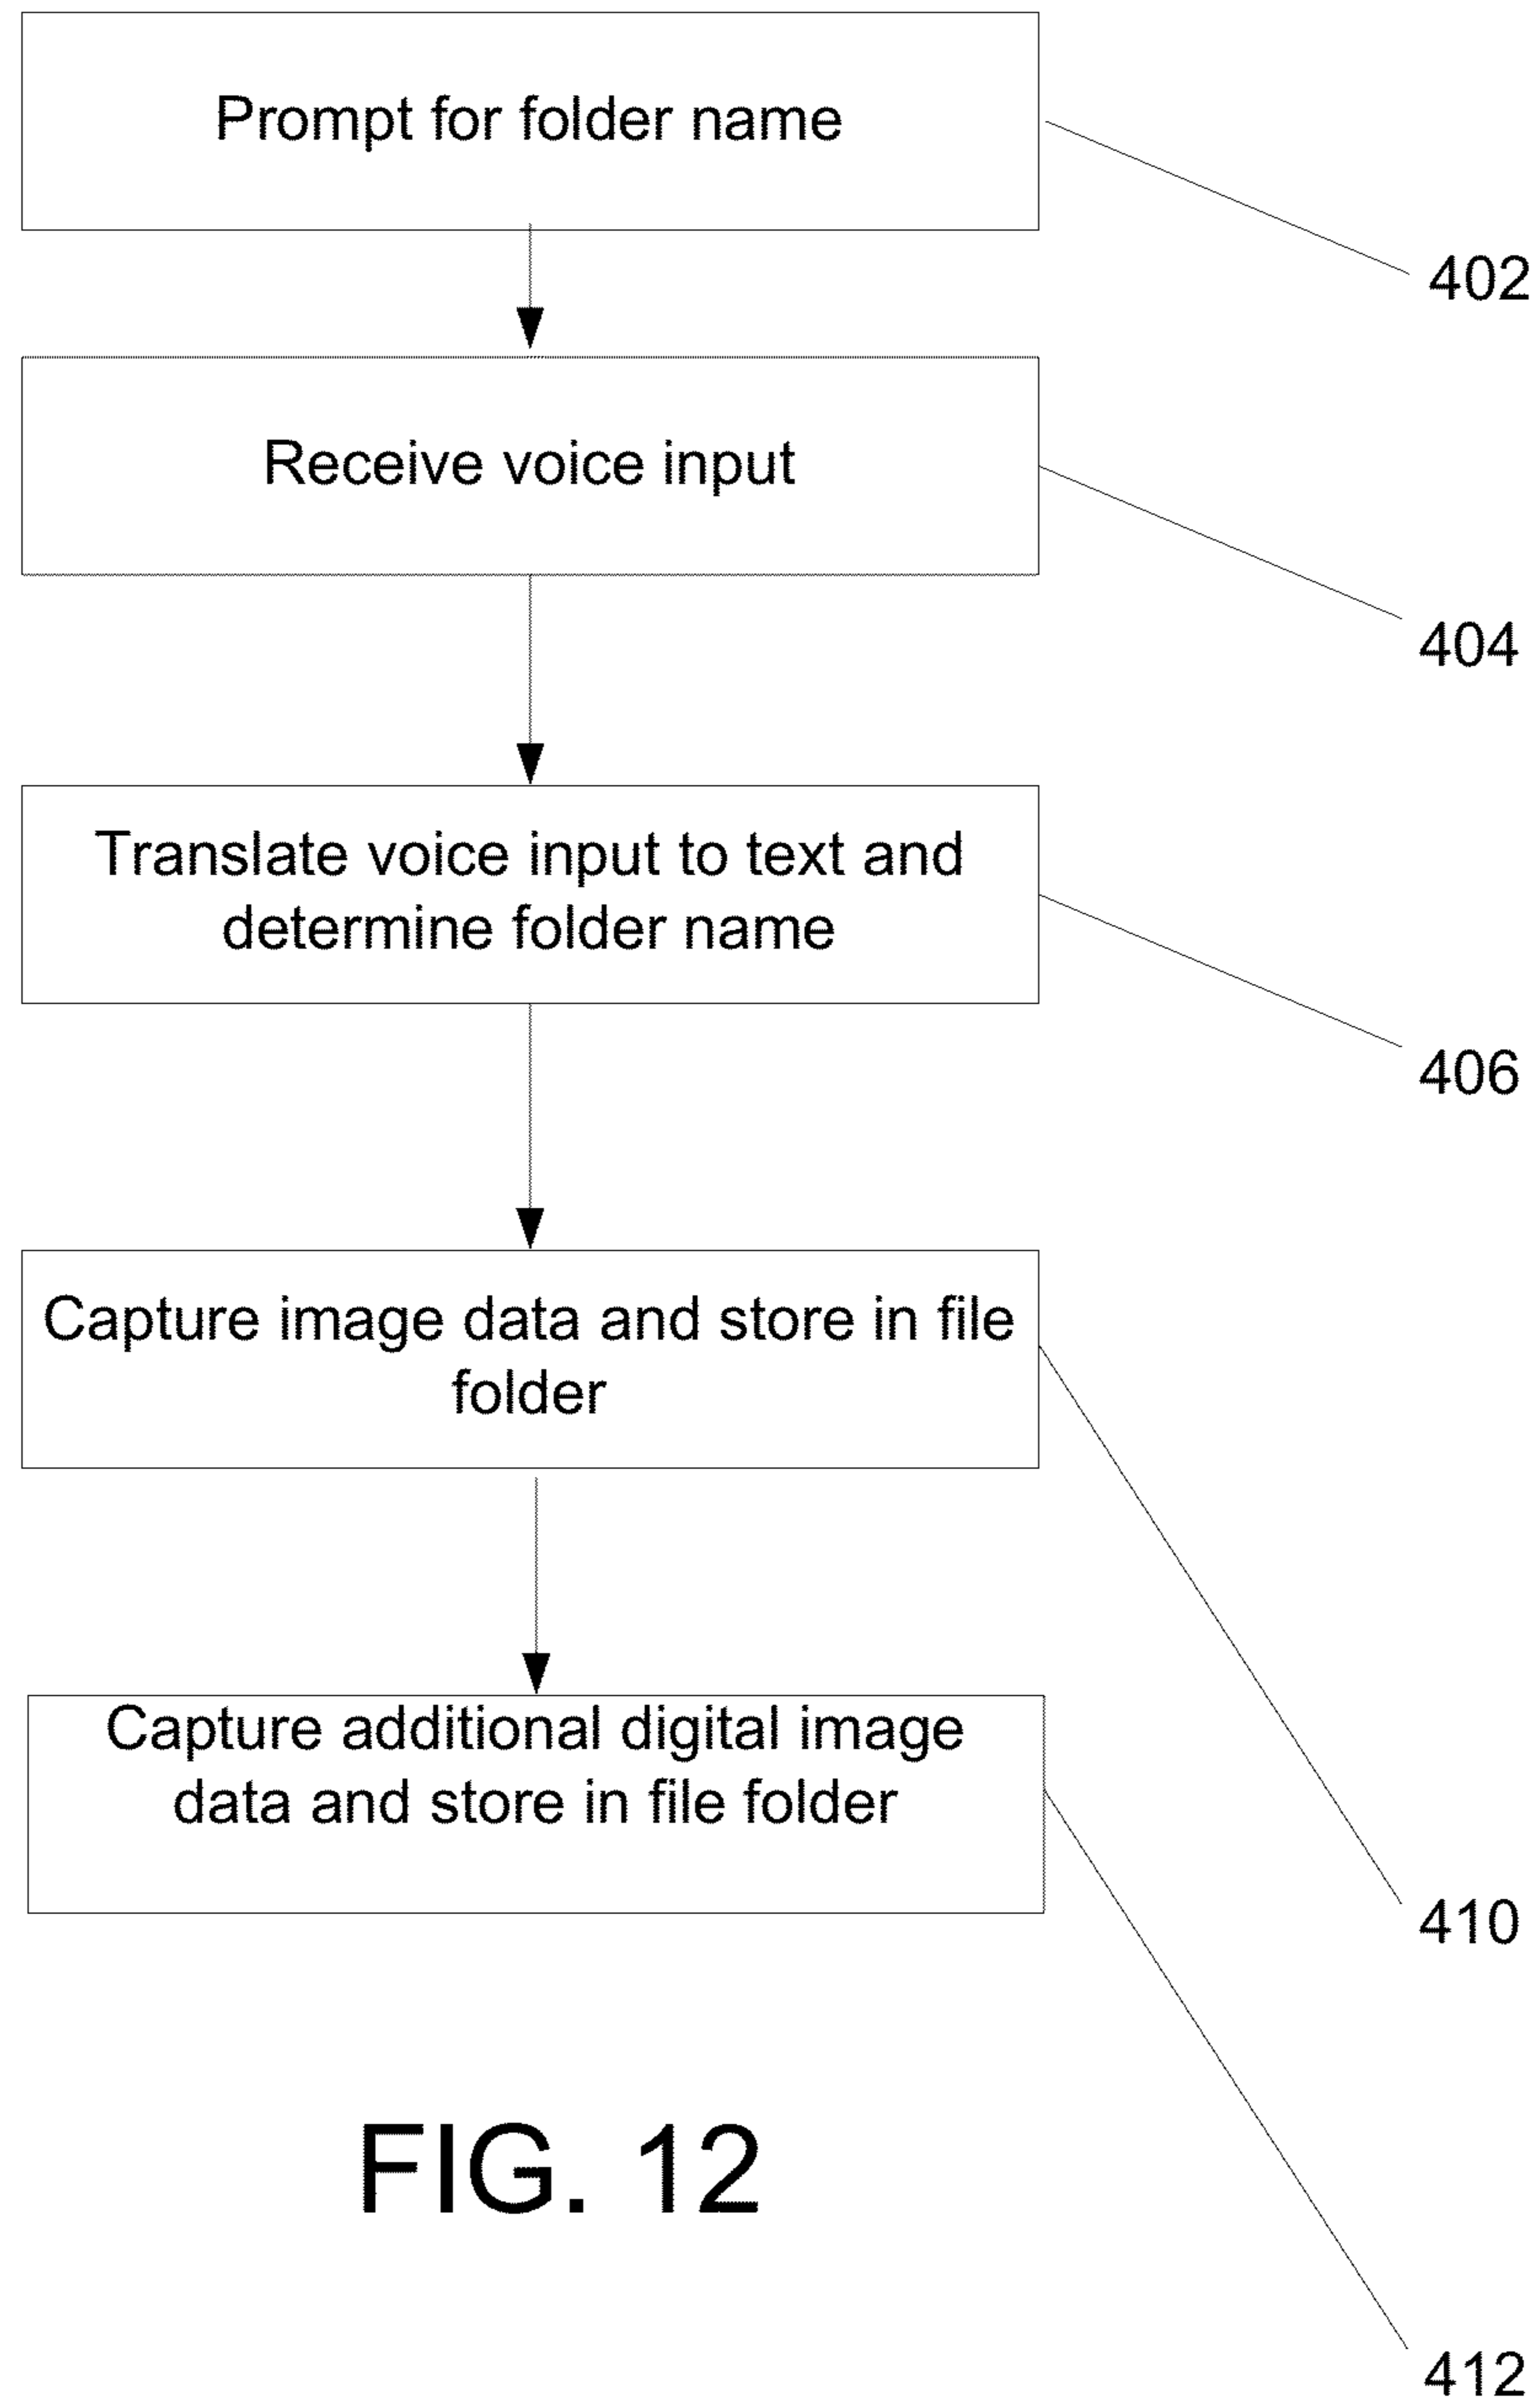 Prompt for folder name
402
Receive voice input
404
Translate voice input to text and
determine folder name
406
Capture image data and store in file
folder
410
Capture additional digital image
data and store in file folder
412
FIG. 12